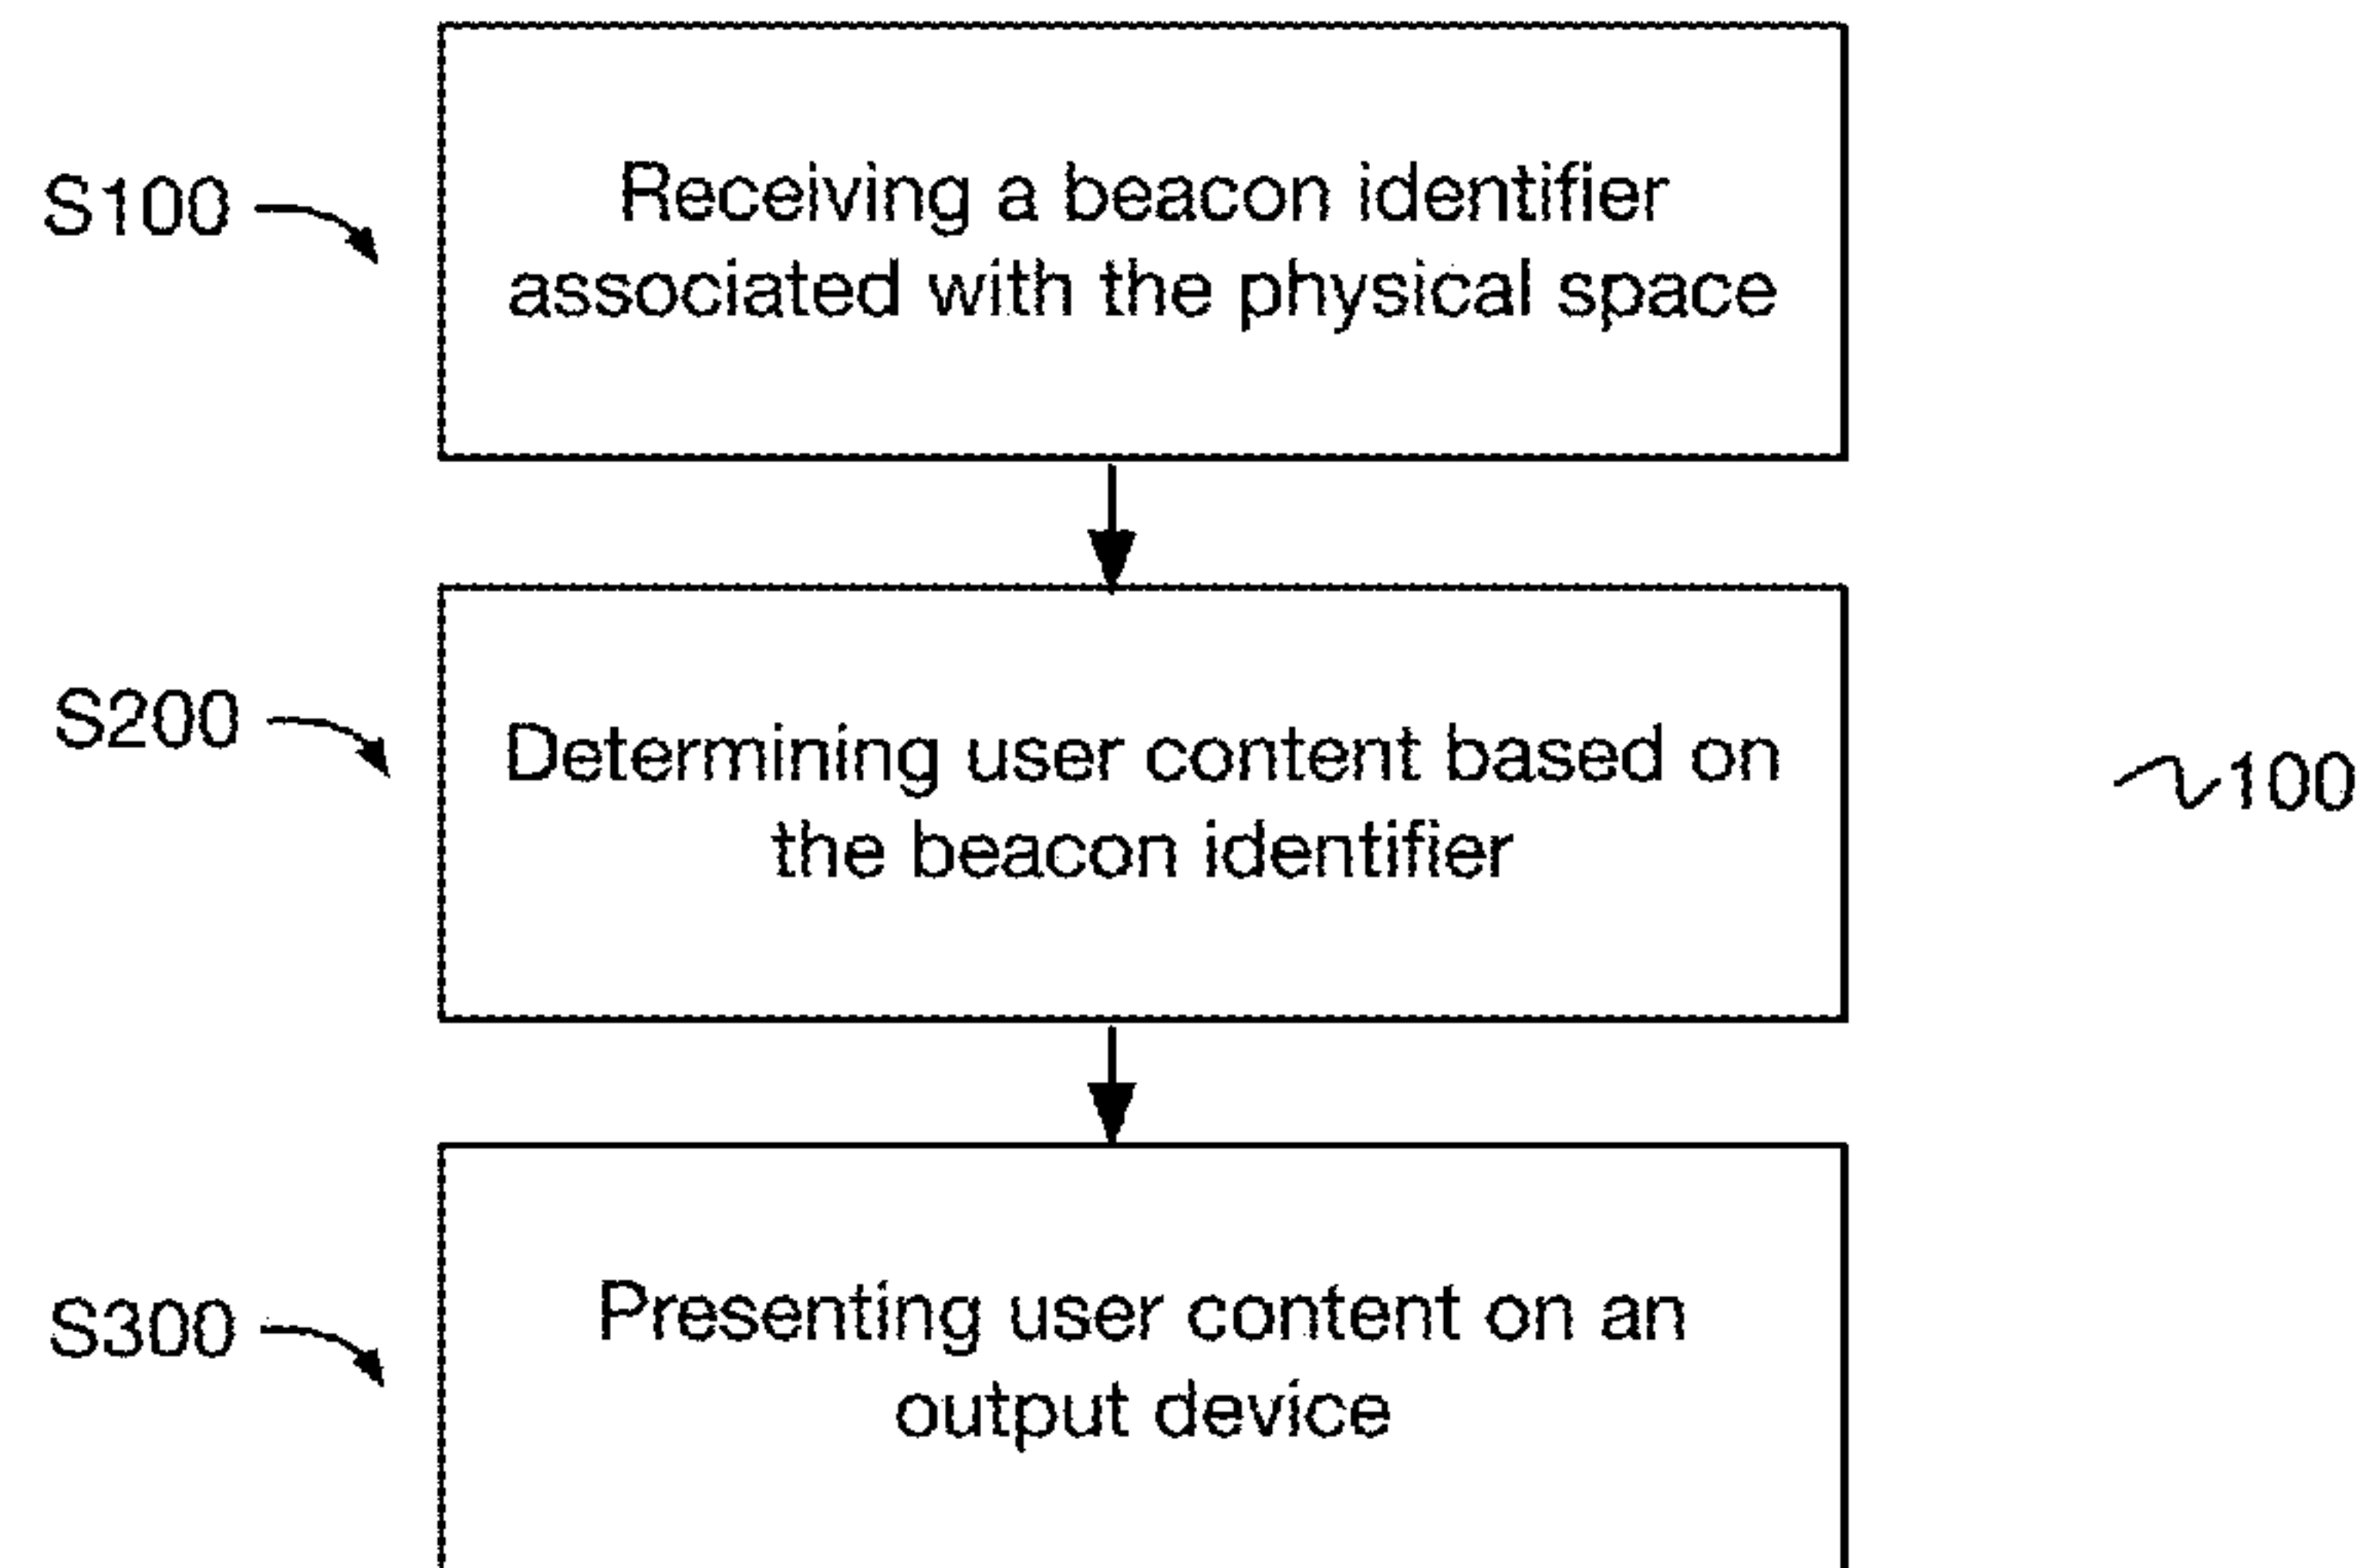 S100
Receiving a beacon identifier
associated with the physical space
S200
Determining user content based on
the beacon identifier
100
S300
Presenting user content on an
output device